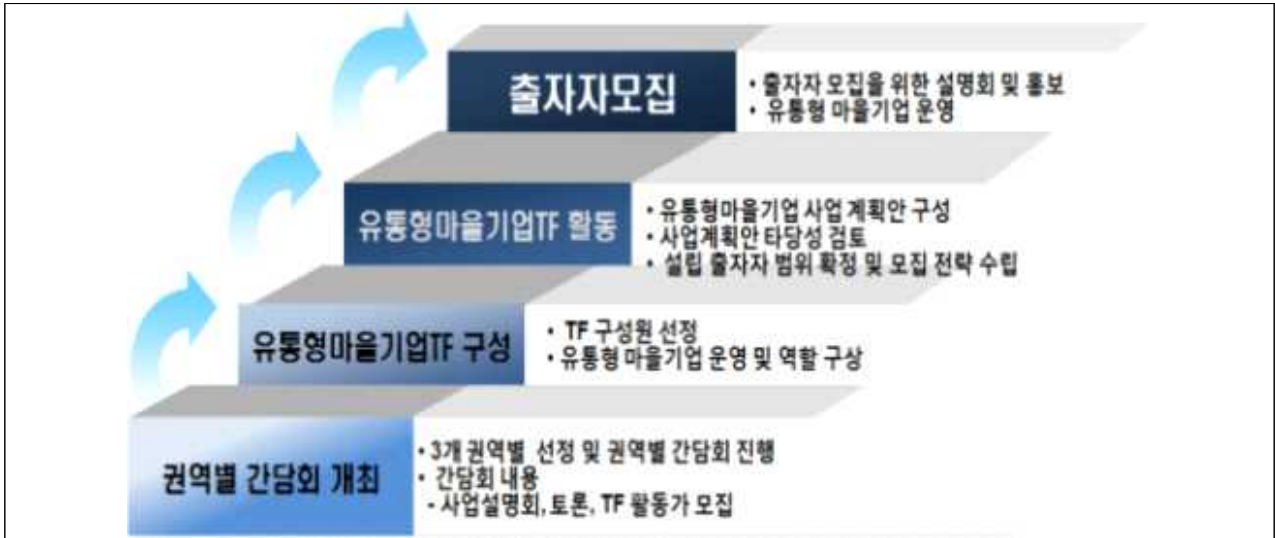 출자자모집
• 출자자 모집을 위한 설명회 및 홍보
• 유통형 마을기업 운영
유통형마을기업TF 활동
• 유통형마을기업 사업 계획안 구성
• 사업계획안 타당성 검토
• 설립 출자자 범위 확정 및 모집 전략 수립
유통형마을기업TF 구성
• TF 구성원 선정
• 유통형 마을기업 운영 및 역할 구상
권역별 간담회 개최
• 3개 권역별 선정 및 권역별 간담회 진행
• 간담회 내용
- 사업설명회, 토론, TF 활동가 모집